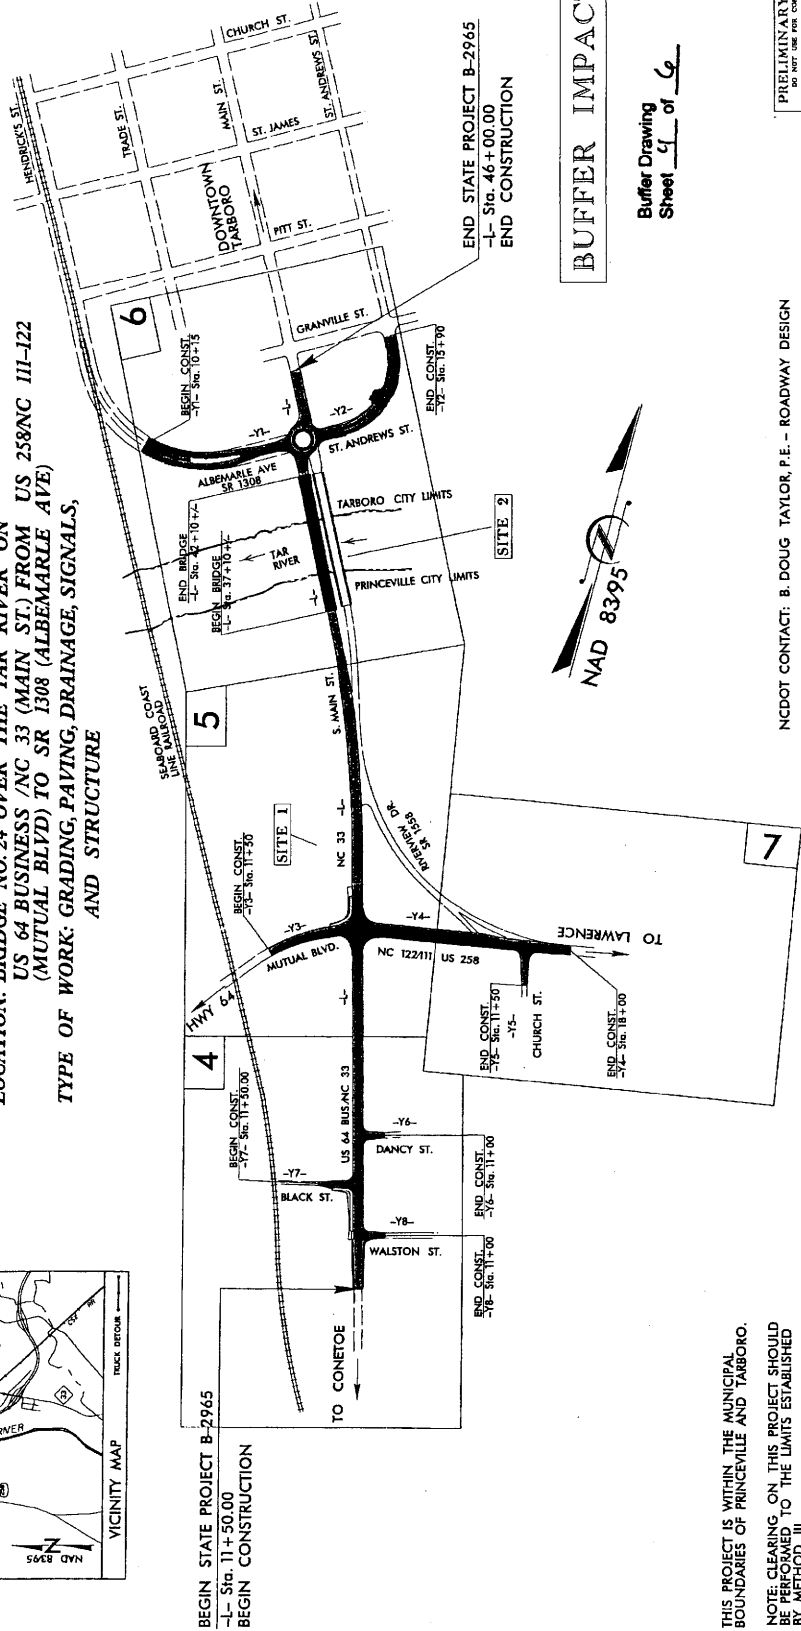 LOCATION: BRIDGE NO. 24 OVER THE TAR RIVER ON
US 64 BUSINESS /NC 33 (MAIN ST.) FROM US 258/NC 111-122
(MUTUAL BLVD) TO SR 1308 (ALBEMARLE AVE)
TYPE OF WORK: GRADING, PAVING, DRAINAGE, SIGNALS,
AND STRUCTURE
VICINITY MAP
TRUCK DETOUR
NAD 83/95
BEGIN STATE PROJECT B-2965
-L- Sta. 11+50.00
BEGIN CONSTRUCTION
TO CONETOE
4
BEGIN CONST.
-Y7- Sta. 11+50.00
-Y7-
BLACK ST.
US 64 BUS/NC 33
-Y6-
DANCY ST.
-Y8-
WALSTON ST.
END CONST.
-Y6- Sta. 11+00
END CONST.
-Y8- Sta. 11+00
HWY 64
BEGIN CONST.
-Y3- Sta. 11+50
-Y3-
MUTUAL BLVD.
-L-
SITE 1
NC 33
-L-
-Y4-
NC 122/111 US 258
RIVERVIEW DR.
SR 1558
TO LAWRENCE
END CONST.
-Y5- Sta. 11+50
-Y5-
CHURCH ST.
END CONST.
-Y4- Sta. 18+00
7
5
SEABOARD COAST
LINE RAILROAD
S. MAIN ST.
END BRIDGE
-L- Sta. 42+10 +/-
BEGIN BRIDGE
-L- Sta. 37+10 +/-
TAR
RIVER
-L-
TARBORO CITY LIMITS
PRINCEVILLE CITY LIMITS
SITE 2
6
BEGIN CONST.
-Y1- Sta. 10+15
-Y1-
ALBEMARLE AVE
SR 1308
-L-
-Y2-
ST. ANDREWS ST.
END CONST.
-Y2- Sta. 15+90
GRANVILLE ST.
PITT ST.
DOWNTOWN
TARBORO
ST. JAMES
CHURCH ST.
HENDRICK'S ST.
TRADE ST.
MAIN ST.
ST. ANDREWS ST.
END STATE PROJECT B-2965
-L- Sta. 46+00.00
END CONSTRUCTION
BUFFER IMPAC
Buffer Drawing
Sheet 4 of 6
NAD 83/95
PRELIMINARY
NCDOT CONTACT: B. DOUG TAYLOR, P.E. - ROADWAY DESIGN
THIS PROJECT IS WITHIN THE MUNICIPAL
BOUNDARIES OF PRINCEVILLE AND TARBORO.
NOTE: CLEARING ON THIS PROJECT SHOULD
BE PERFORMED TO THE LIMITS ESTABLISHED
BY METHOD III